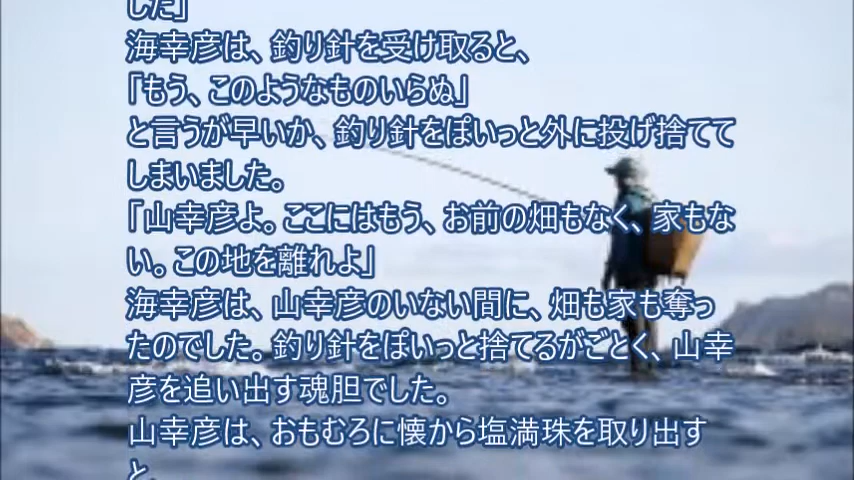 した」
海幸彦は、釣り針を受け取ると、
「もう、このようなものいらぬ」
と言うが早いか、釣り針をぽいっと外に投げ捨てて
しまいました。
「山幸彦よ。ここにはもう、お前の畑もなく、家もな
い。この地を離れよ」
海幸彦は、山幸彦のいない間に、畑も家も奪っ
たのでした。釣り針をぽいっと捨てるがごとく、山幸
彦を追い出す魂胆でした。
山幸彦は、おもむろに懐から塩満珠を取り出す
と、